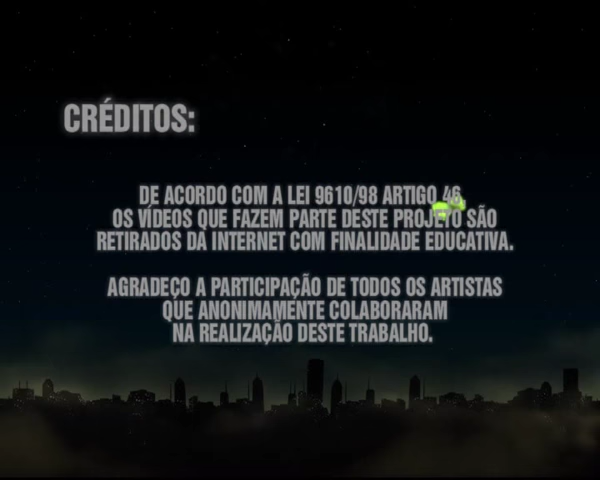 CRÉDITOS:
DE ACORDO COM A LEI 9610/98 ARTIGO 46
OS VÍDEOS QUE FAZEM PARTE DESTE PROJETO SÃO
RETIRADOS DA INTERNET COM FINALIDADE EDUCATIVA.
AGRADEÇO A PARTICIPAÇÃO DE TODOS OS ARTISTAS
QUE ANONIMAMENTE COLABORARAM
NA REALIZAÇÃO DESTE TRABALHO.